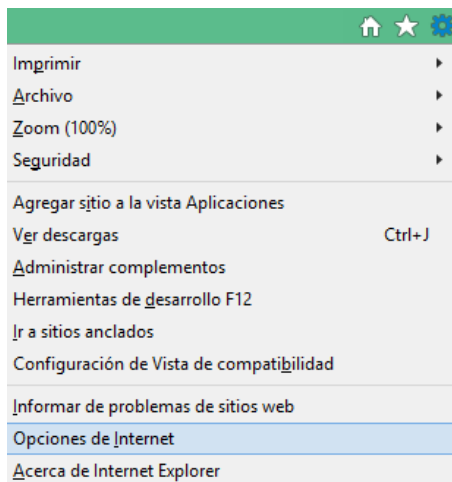 Imprimir
Archivo
Zoom (100%)
Seguridad
Agregar sitio a la vista Aplicaciones
Ver descargas Ctrl+J
Administrar complementos
Herramientas de desarrollo F12
Ir a sitios anclados
Configuración de Vista de compatibilidad
Informar de problemas de sitios web
Opciones de Internet
Acerca de Internet Explorer